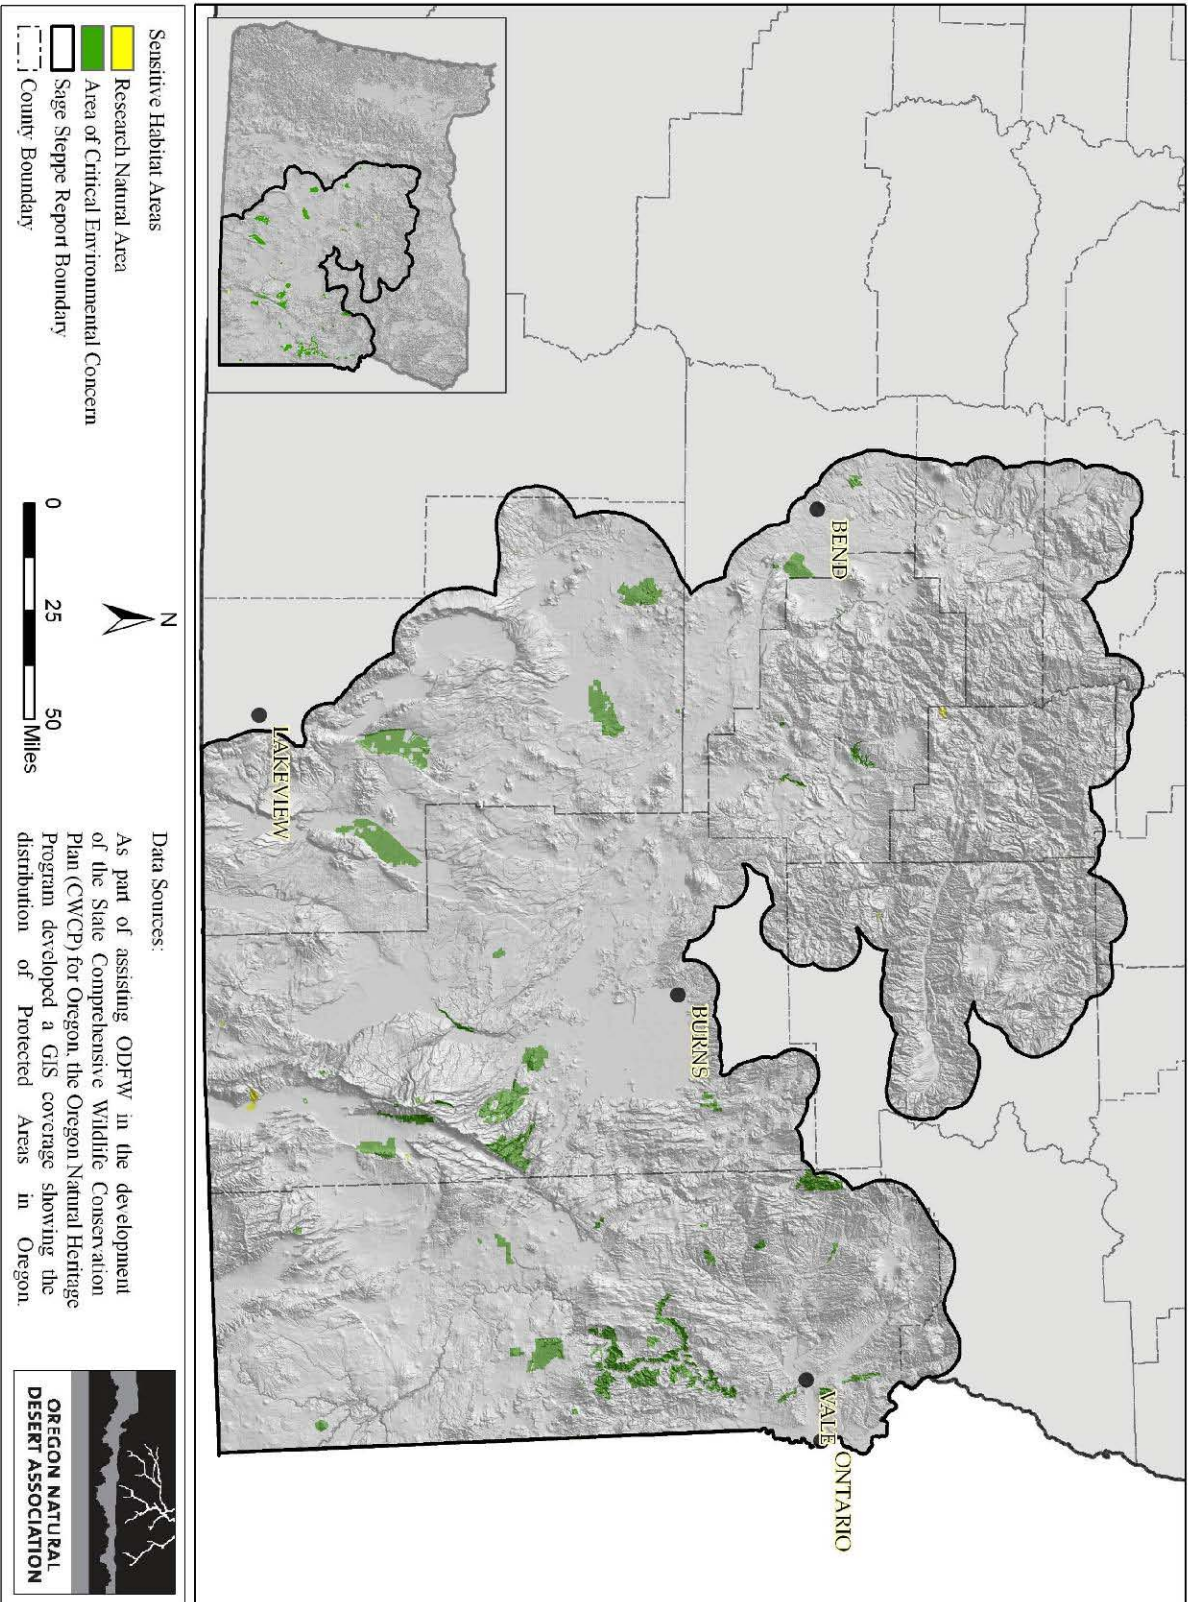 BEND
BURNS
VALE
ONTARIO
LAKEVIEW
Sensitive Habitat Areas
Research Natural Area
Area of Critical Environmental Concern
Sage Steppe Report Boundary
County Boundary
N
0 25 50
Miles
Data Sources:
As part of assisting ODFW in the development
of the State Comprehensive Wildlife Conservation
Plan (CWCP) for Oregon, the Oregon Natural Heritage
Program developed a GIS coverage showing the
distribution of Protected Areas in Oregon.
OREGON NATURAL
DESERT ASSOCIATION